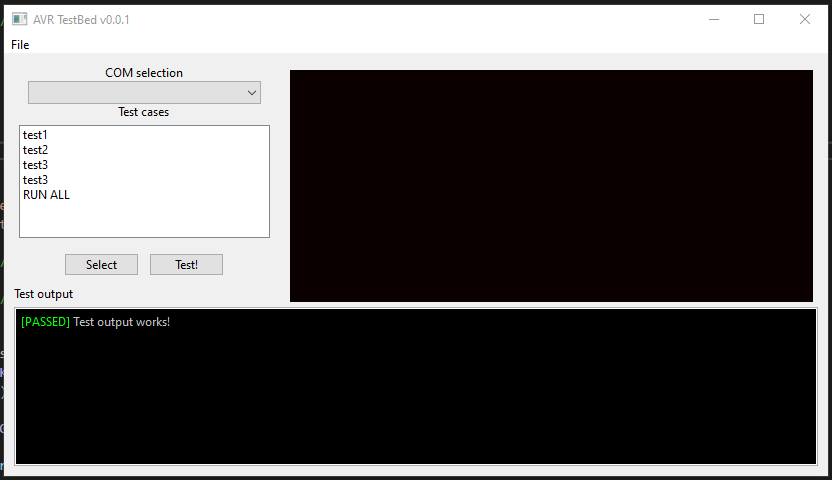 AVR TestBed v0.0.1
File
COM selection
Test cases
test1
test2
test3
test3
RUN ALL
Select
Test!
Test output
[PASSED] Test output works!